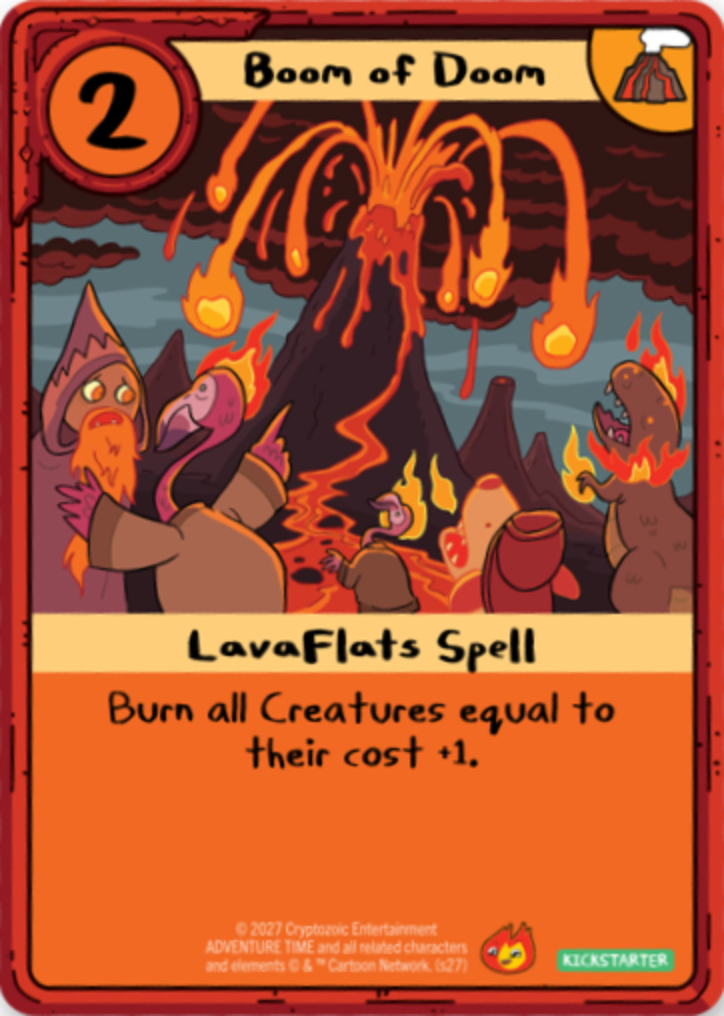 2
Boom of Doom
LavaFlats Spell
Burn all Creatures equal to
their cost +1.
© 2027 Cryptozoic Entertainment
ADVENTURE TIME and all related characters
and elements © & ™ Cartoon Network. (s27)
KICKSTARTER